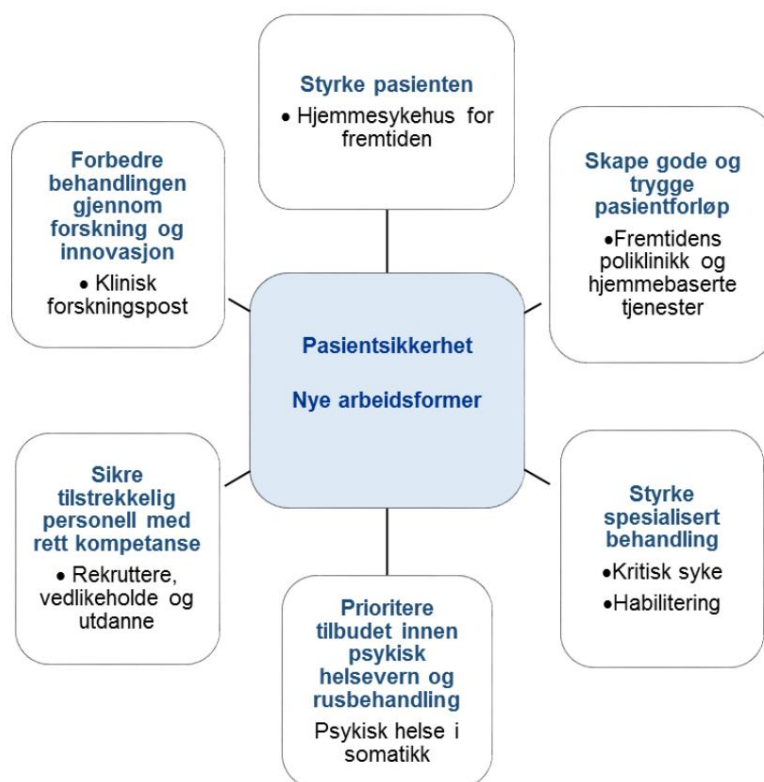 Styrke pasienten
• Hjemmesykehus for
fremtiden
Forbedre
behandlingen
gjennom
forskning og
innovasjon
• Klinisk
forskningspost
Skape gode og
trygge
pasientforløp
•Fremtidens
poliklinikk og
hjemmebaserte
tjenester
Pasientsikkerhet
Nye arbeidsformer
Sikre
tilstrekkelig
personell med
rett kompetanse
• Rekruttere,
vedlikeholde og
utdanne
Styrke
spesialisert
behandling
•Kritisk syke
•Habilitering
Prioritere
tilbudet innen
psykisk
helsevern og
rusbehandling
Psykisk helse i
somatikk